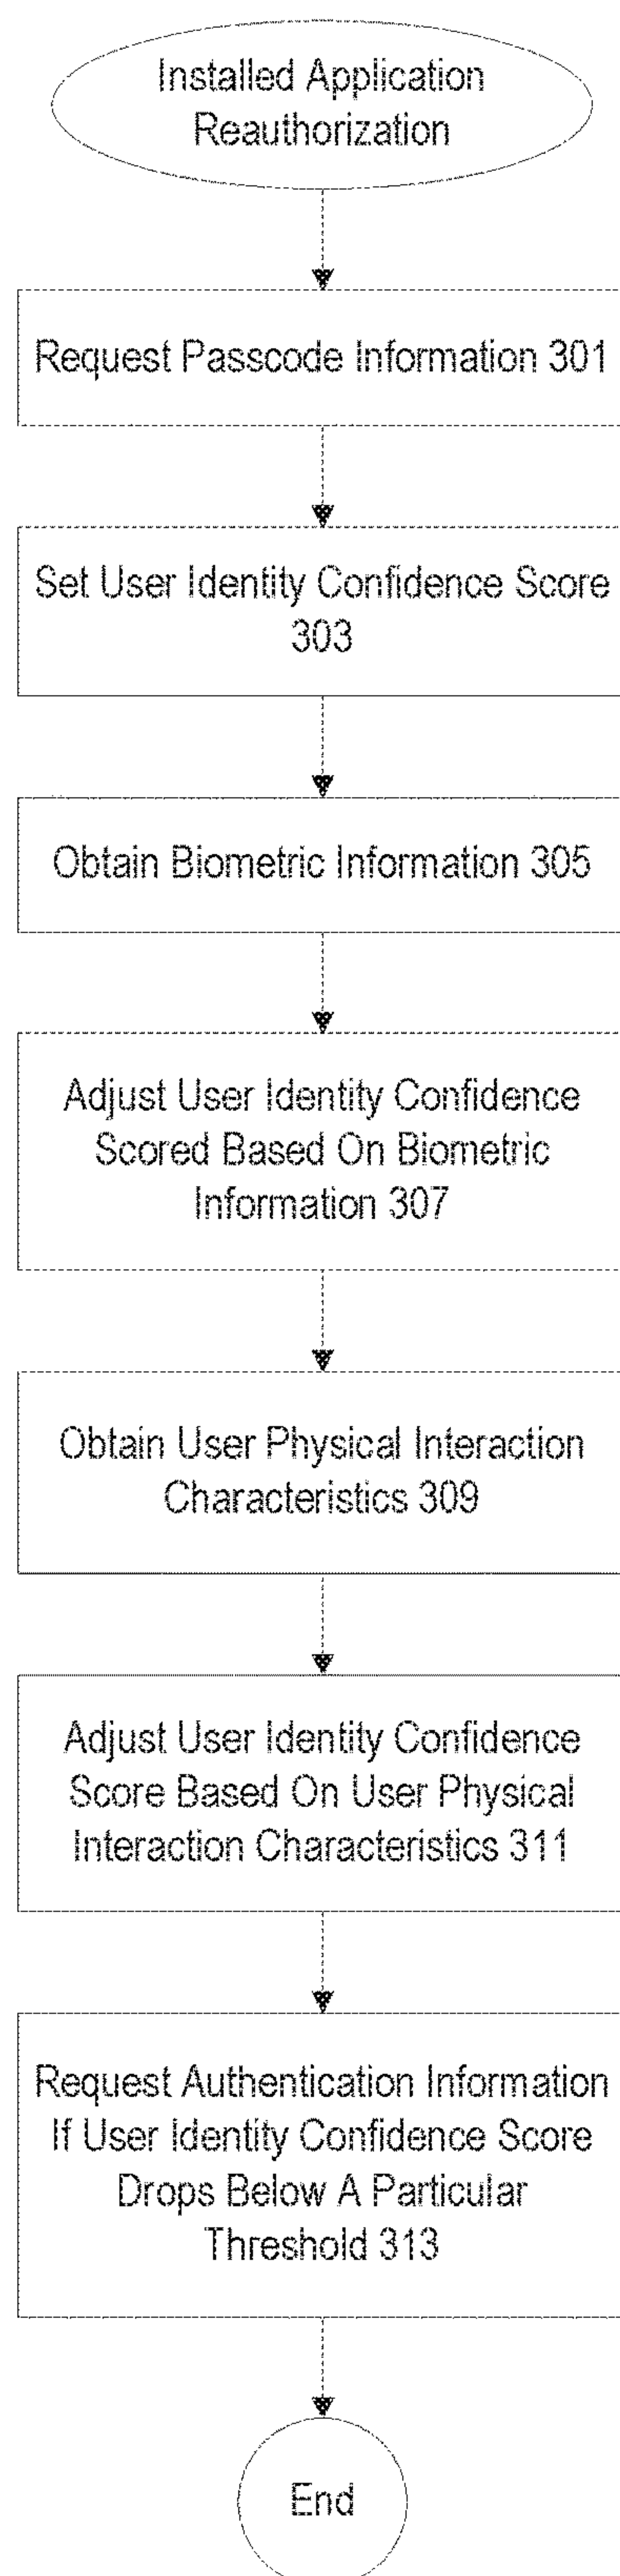 Installed Application
Reauthorization
Request Passcode Information 301
Set User Identity Confidence Score
303
Obtain Biometric Information 305
Adjust User Identity Confidence
Scored Based On Biometric
Information 307
Obtain User Physical Interaction
Characteristics 309
Adjust User Identity Confidence
Score Based On User Physical
Interaction Characteristics 311
Request Authentication Information
If User Identity Confidence Score
Drops Below A Particular
Threshold 313
End